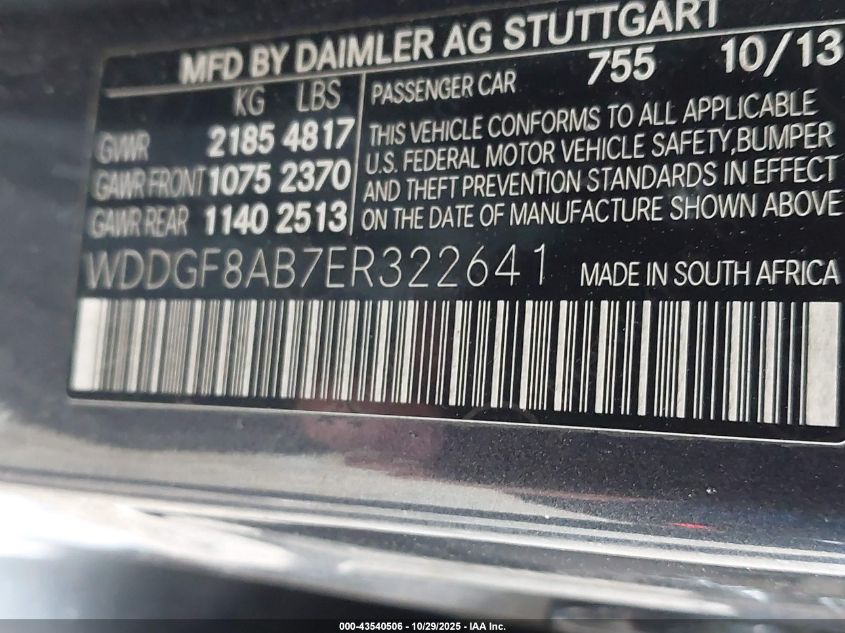 MFD BY DAIMLER AG STUTTGART
755 10/13
KG LBS
GVWR 2185 4817
GAWR FRONT 1075 2370
GAWR REAR 1140 2513
PASSENGER CAR
THIS VEHICLE CONFORMS TO ALL APPLICABLE
U.S. FEDERAL MOTOR VEHICLE SAFETY,BUMPER
AND THEFT PREVENTION STANDARDS IN EFFECT
ON THE DATE OF MANUFACTURE SHOWN ABOVE
WDDGF8AB7ER322641 MADE IN SOUTH AFRICA
000-43540506 - 10/29/2025 - IAA Inc.